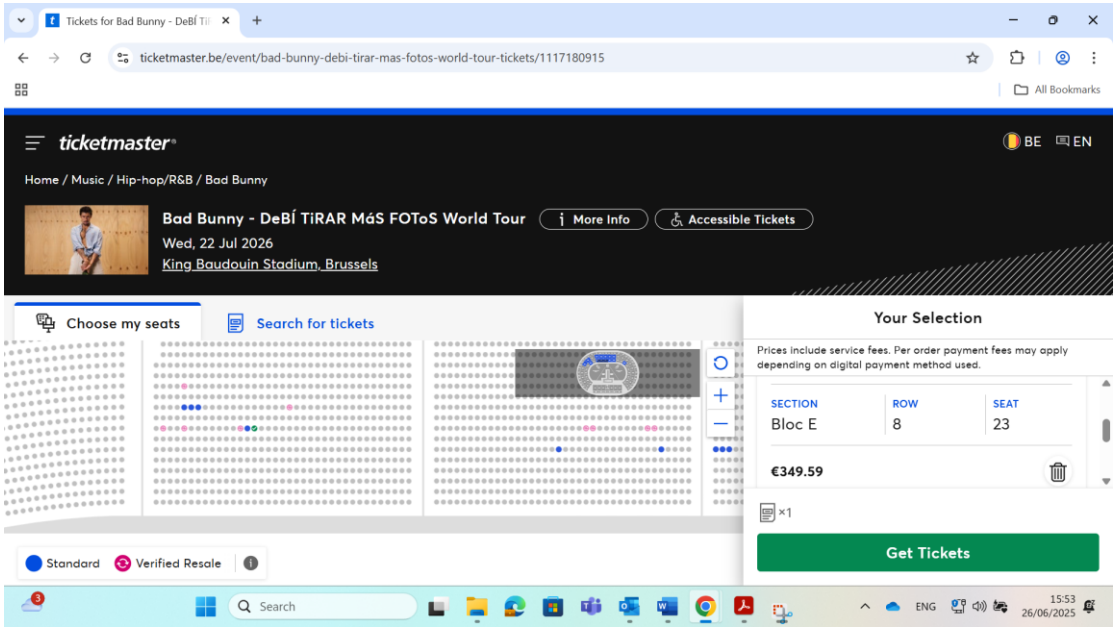 Tickets for Bad Bunny - DeBÍ Ti
ticketmaster.be/event/bad-bunny-debi-tirar-mas-fotos-world-tour-tickets/1117180915
All Bookmarks
ticketmaster
BE EN
Home / Music / Hip-hop/R&B / Bad Bunny
Bad Bunny - DeBÍ TiRAR MáS FOToS World Tour
i More Info
Accessible Tickets
Wed, 22 Jul 2026
King Baudouin Stadium, Brussels
Choose my seats
Search for tickets
Your Selection
Prices include service fees. Per order payment fees may apply
depending on digital payment method used.
SECTION ROW SEAT
Bloc E 8 23
€349.59
×1
Get Tickets
Standard Verified Resale
3
Search
ENG
15:53
26/06/2025